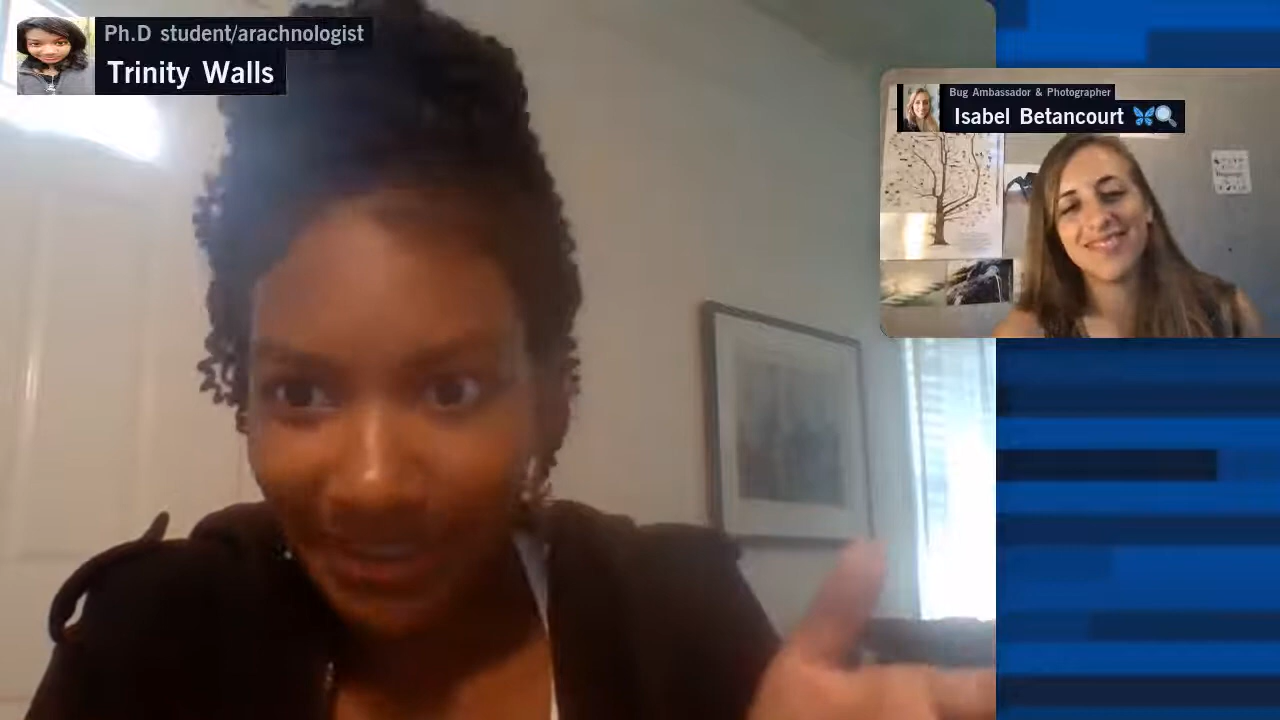 Ph.D student/arachnologist
Trinity Walls
Bug Ambassador & Photographer
Isabel Betancourt 🦋🔍